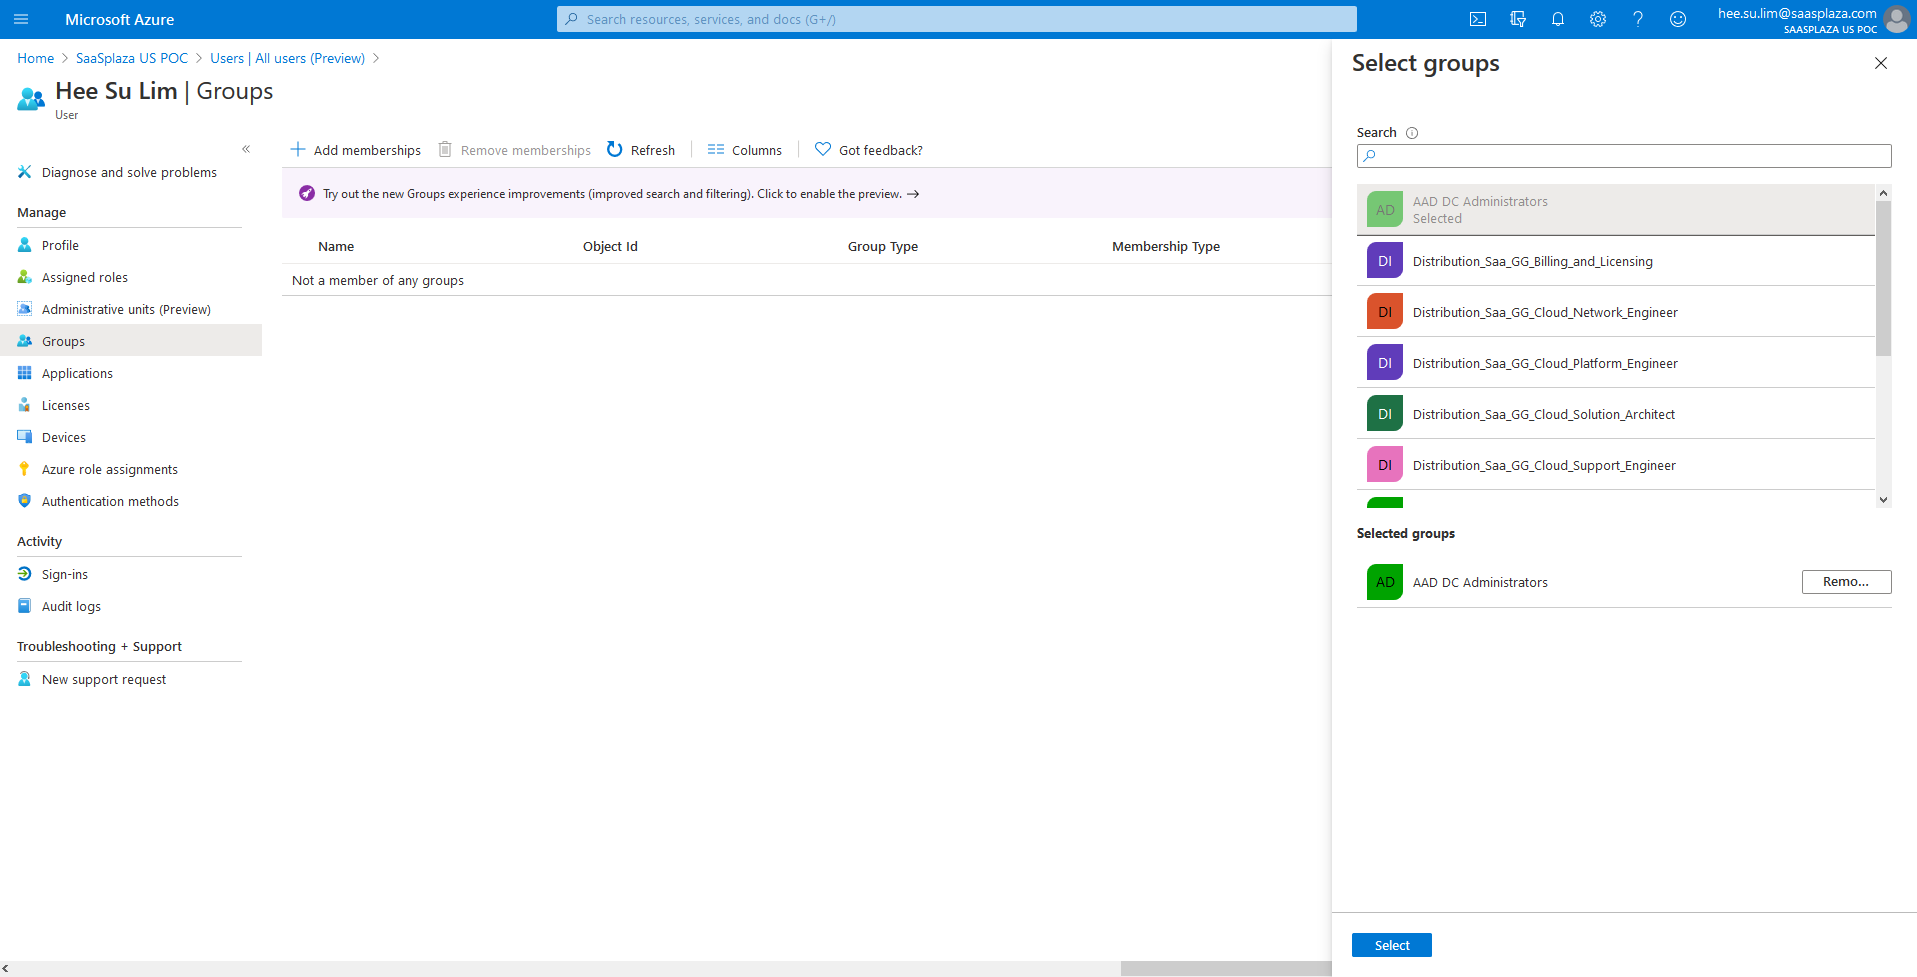 Microsoft Azure
Search resources, services, and docs (G+/)
hee.su.lim@saasplaza.com
SAASPLAZA US POC
Home > SaaSplaza US POC > Users | All users (Preview) >
Hee Su Lim | Groups
User
«
Diagnose and solve problems
Manage
Profile
Assigned roles
Administrative units (Preview)
Groups
Applications
Licenses
Devices
Azure role assignments
Authentication methods
Activity
Sign-ins
Audit logs
Troubleshooting + Support
New support request
Add memberships
Remove memberships
Refresh
Columns
Got feedback?
Try out the new Groups experience improvements (improved search and filtering). Click to enable the preview. →
Name
Object Id
Group Type
Membership Type
Not a member of any groups
Select groups
Search
AD
AAD DC Administrators
Selected
DI
Distribution_Saa_GG_Billing_and_Licensing
DI
Distribution_Saa_GG_Cloud_Network_Engineer
DI
Distribution_Saa_GG_Cloud_Platform_Engineer
DI
Distribution_Saa_GG_Cloud_Solution_Architect
DI
Distribution_Saa_GG_Cloud_Support_Engineer
Selected groups
AD
AAD DC Administrators
Remo...
Select